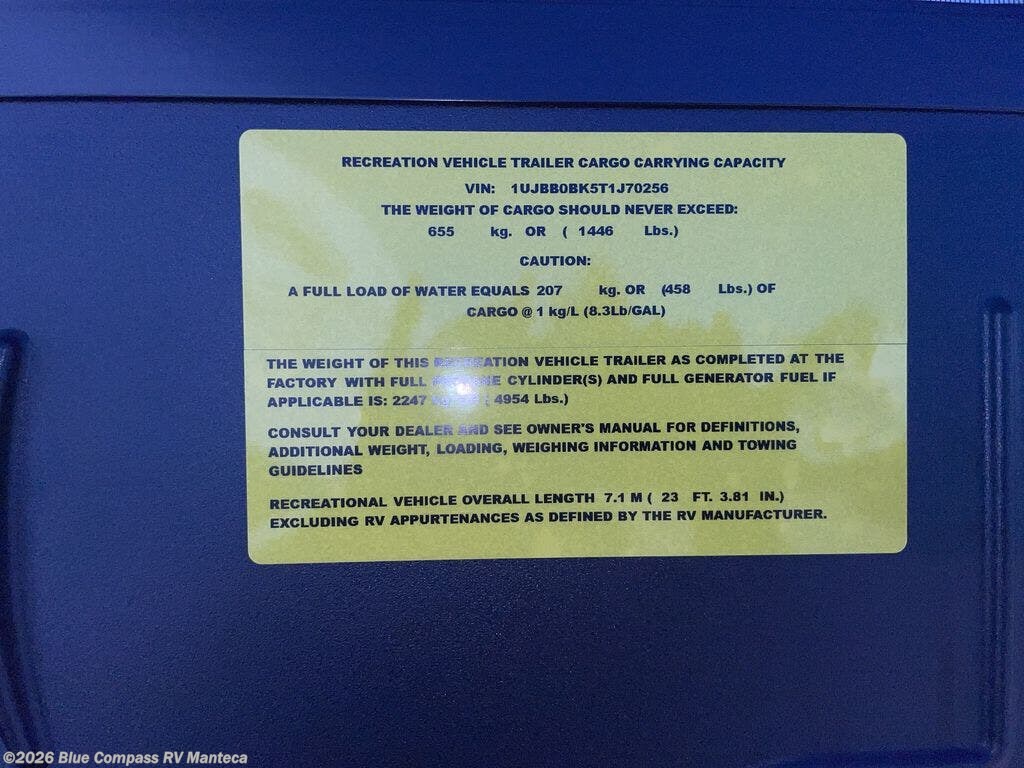 RECREATION VEHICLE TRAILER CARGO CARRYING CAPACITY
VIN: 1UJBB0BK5T1J70256
THE WEIGHT OF CARGO SHOULD NEVER EXCEED:
655 kg. OR ( 1446 Lbs.)
CAUTION:
A FULL LOAD OF WATER EQUALS 207 kg. OR (458 Lbs.) OF
CARGO @ 1 kg/L (8.3Lb/GAL)
THE WEIGHT OF THIS RECREATION VEHICLE TRAILER AS COMPLETED AT THE
FACTORY WITH FULL CYLINDER(S) AND FULL GENERATOR FUEL IF
APPLICABLE IS: 2247 ( 4954 Lbs.)
CONSULT YOUR DEALER AND SEE OWNER'S MANUAL FOR DEFINITIONS,
ADDITIONAL WEIGHT, LOADING, WEIGHING INFORMATION AND TOWING
GUIDELINES
RECREATIONAL VEHICLE OVERALL LENGTH 7.1 M ( 23 FT. 3.81 IN.)
EXCLUDING RV APPURTENANCES AS DEFINED BY THE RV MANUFACTURER.
©2026 Blue Compass RV Manteca